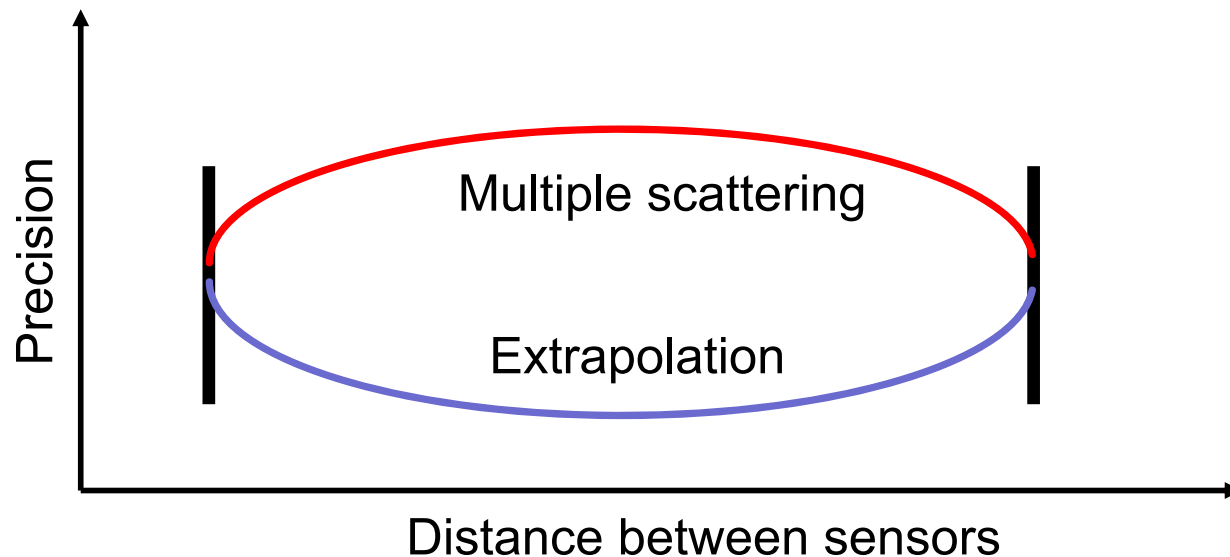 Precision
Multiple scattering
Extrapolation
Distance between sensors